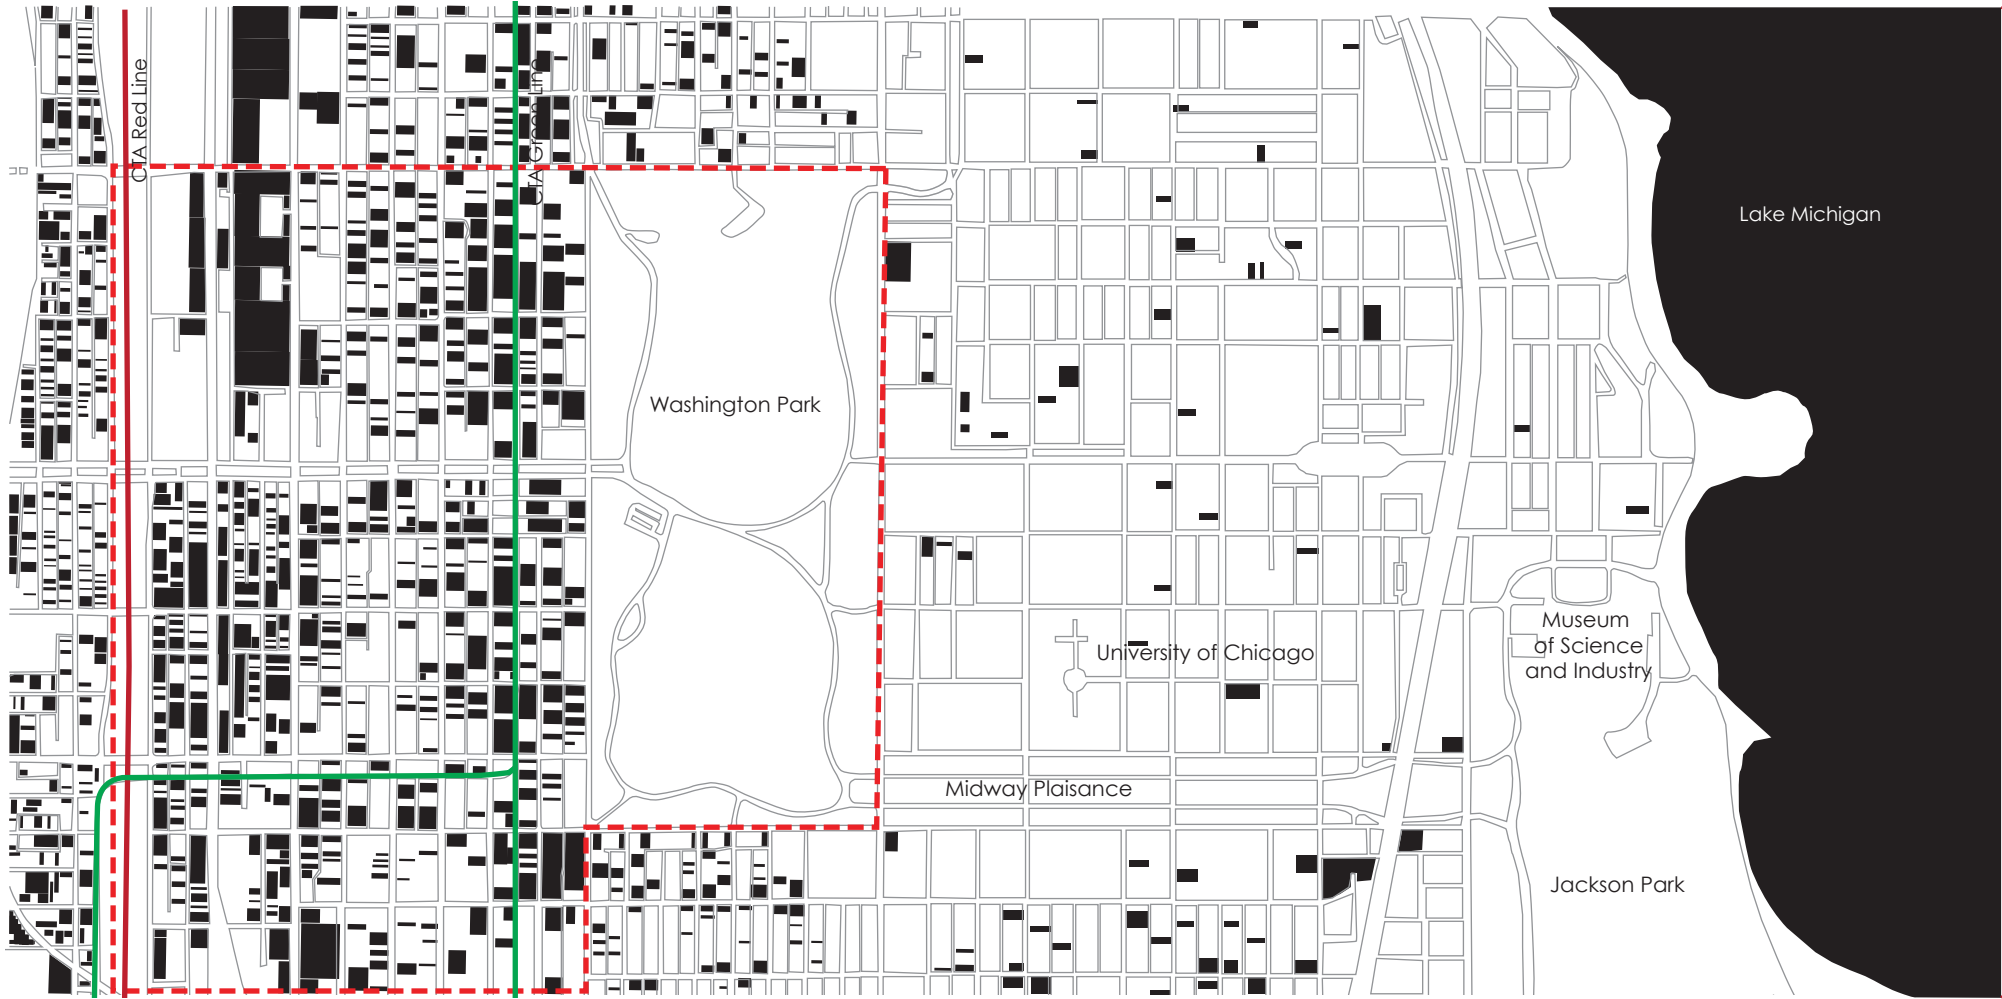 CTA Red Line
CTA Green Line
Lake Michigan
Washington Park
Museum
of Science
and Industry
University of Chicago
Midway Plaisance
Jackson Park